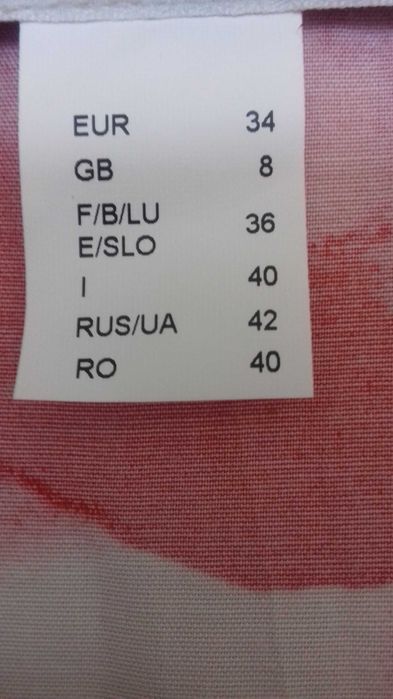 EUR 34
GB 8
F/B/LU
E/SLO 36
I 40
RUS/UA 42
RO 40